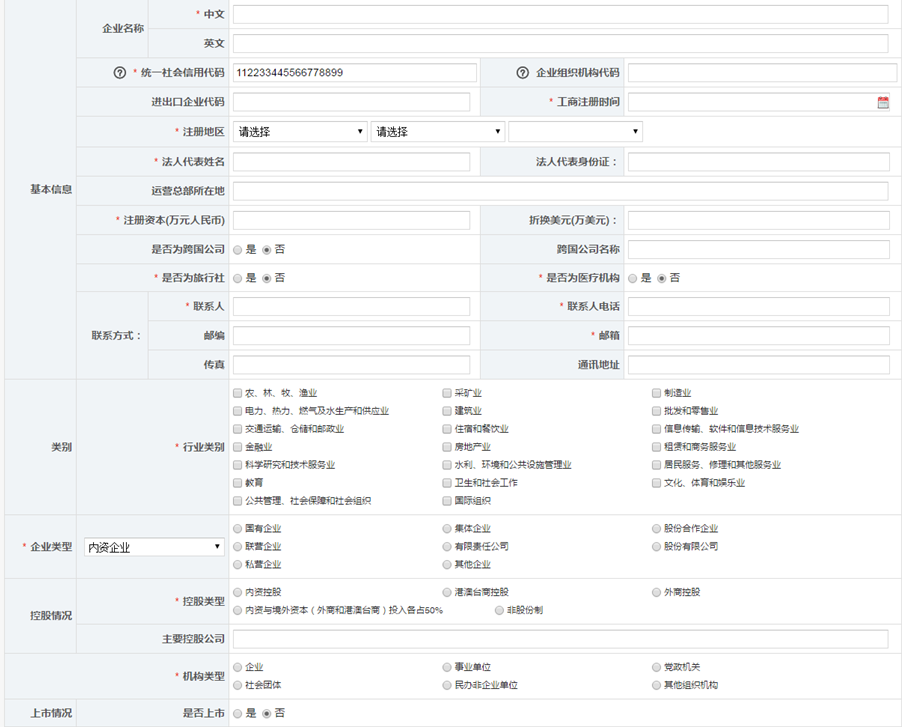 * 中文
企业名称
英文
* 统一社会信用代码 112233445566778899 企业组织机构代码
进出口企业代码 * 工商注册时间
* 注册地区 请选择 请选择
* 法人代表姓名 法人代表身份证：
基本信息 运营总部所在地
* 注册资本(万元人民币) 折换美元(万美元)：
是否为跨国公司 是 否 跨国公司名称
* 是否为旅行社 是 否 * 是否为医疗机构 是 否
* 联系人 * 联系人电话
联系方式： 邮编 * 邮箱
传真 通讯地址
农、林、牧、渔业 采矿业 制造业
电力、热力、燃气及水生产和供应业 建筑业 批发和零售业
交通运输、仓储和邮政业 住宿和餐饮业 信息传输、软件和信息技术服务业
类别 * 行业类别 金融业 房地产业 租赁和商务服务业
科学研究和技术服务业 水利、环境和公共设施管理业 居民服务、修理和其他服务业
教育 卫生和社会工作 文化、体育和娱乐业
公共管理、社会保障和社会组织 国际组织
国有企业 集体企业 股份合作企业
* 企业类型 内资企业 联营企业 有限责任公司 股份有限公司
私营企业 其他企业
内资控股 港澳台商控股 外商控股
* 控股类型
内资与境外资本（外商和港澳台商）投入各占50% 非股份制
控股情况
主要控股公司
企业 事业单位 党政机关
* 机构类型
社会团体 民办非企业单位 其他组织机构
上市情况 是否上市 是 否